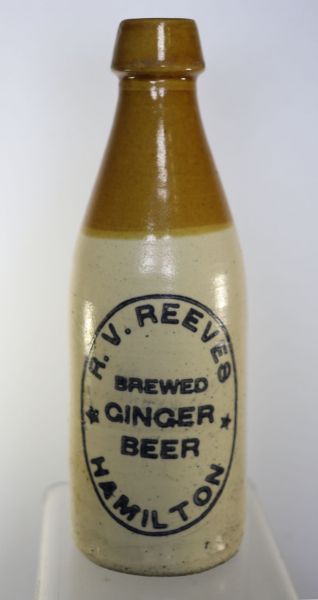 R. V. REEVES
BREWED
★ GINGER ★
BEER
HAMILTON